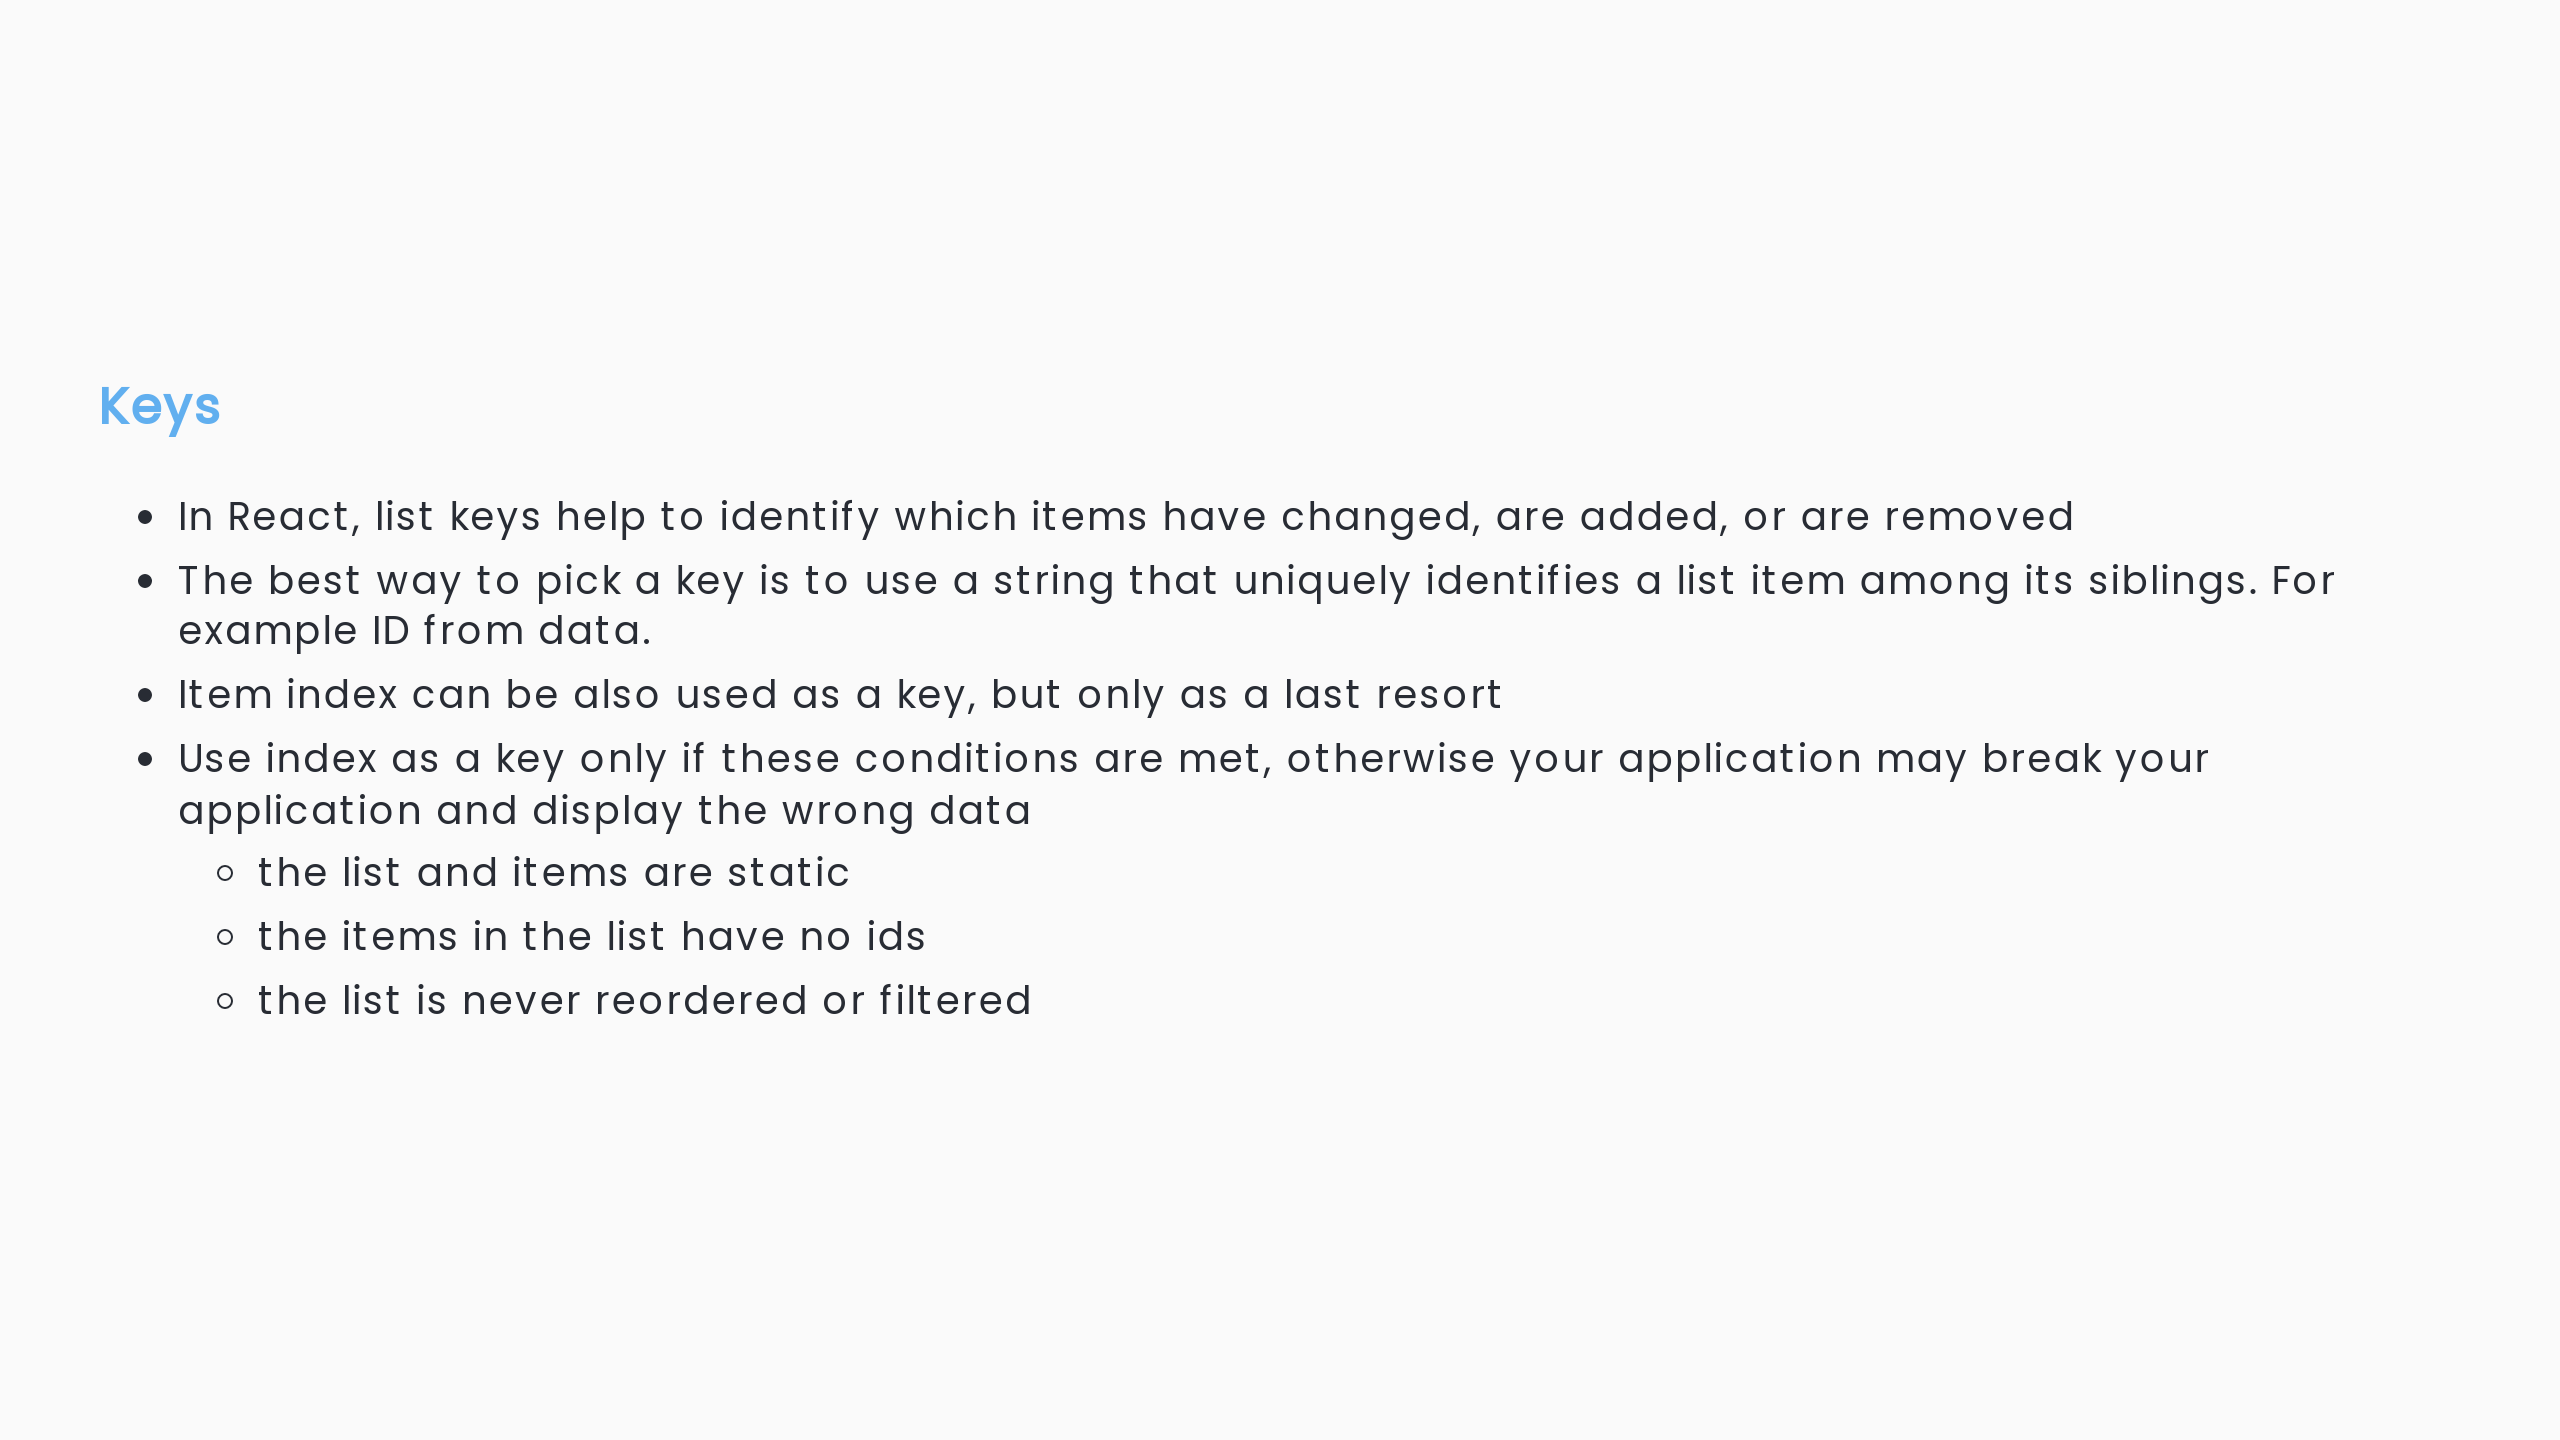 Keys
In React, list keys help to identify which items have changed, are added, or are removed
The best way to pick a key is to use a string that uniquely identifies a list item among its siblings. For
example ID from data.
Item index can be also used as a key, but only as a last resort
Use index as a key only if these conditions are met, otherwise your application may break your
application and display the wrong data
the list and items are static
the items in the list have no ids
the list is never reordered or filtered